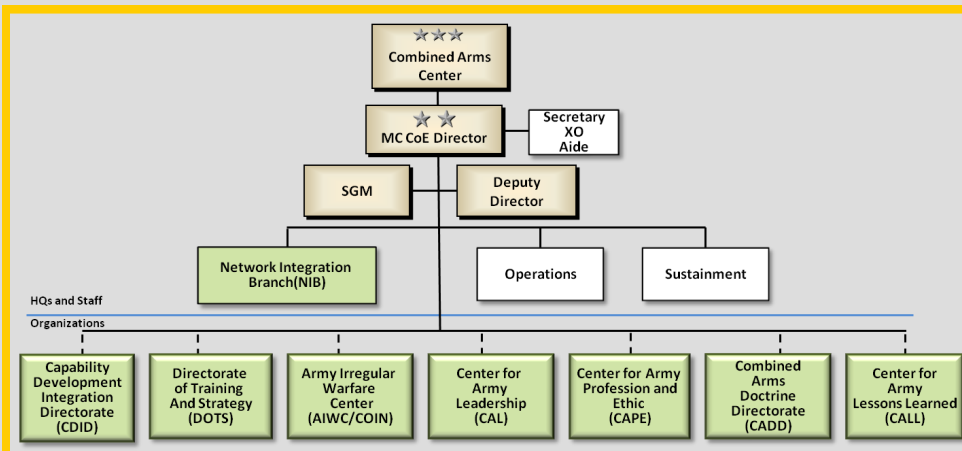 Combined Arms
Center
MC CoE Director
Secretary
XO
Aide
SGM
Deputy
Director
Network Integration
Branch(NIB)
Operations
Sustainment
HQs and Staff
Organizations
Capability
Development
Integration
Directorate
(CDID)
Directorate
of Training
And Strategy
(DOTS)
Army Irregular
Warfare
Center
(AIWC/COIN)
Center for
Army
Leadership
(CAL)
Center for Army
Profession and
Ethic
(CAPE)
Combined
Arms
Doctrine
Directorate
(CADD)
Center for
Army
Lessons Learned
(CALL)